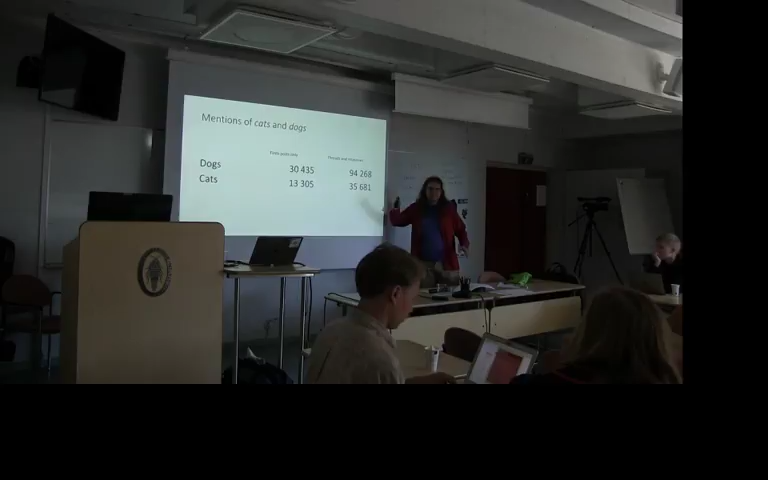 Mentions of cats and dogs
Dogs 30 435 94 268
Cats 13 305 35 681